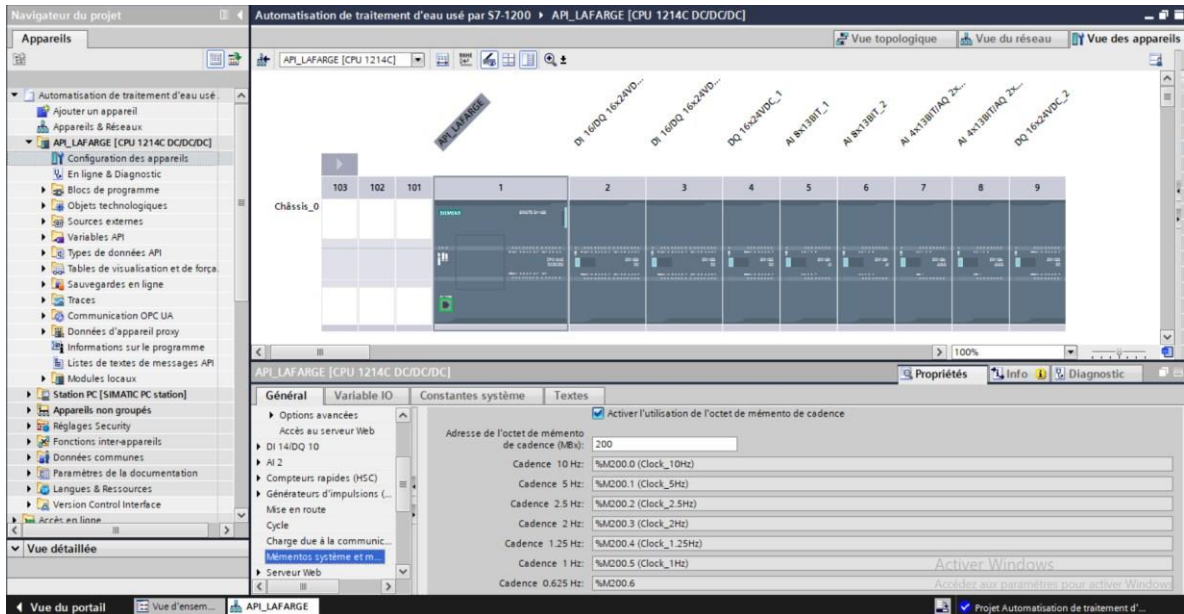 Navigateur du projet
Automatisation de traitement d'eau usé par S7-1200 ▸ API_LAFARGE [CPU 1214C DC/DC/DC]
Appareils
Vue topologique
Vue du réseau
Vue des appareils
API_LAFARGE [CPU 1214C]
Automatisation de traitement d'eau usé...
Ajouter un appareil
Appareils & Réseaux
API_LAFARGE [CPU 1214C DC/DC/DC]
Configuration des appareils
En ligne & Diagnostic
Blocs de programme
Objets technologiques
Sources externes
Variables API
Types de données API
Tables de visualisation et de força...
Sauvegardes en ligne
Traces
Communication OPC UA
Données d'appareil proxy
Informations sur le programme
Listes de textes de messages API
Modules locaux
Station PC [SIMATIC PC station]
Appareils non groupés
Réglages Security
Fonctions inter-appareils
Données communes
Paramètres de la documentation
Langues & Ressources
Version Control Interface
Accès en ligne
Vue détaillée
API_LAFARGE
DI 16/DQ 16x24VD...
DI 16/DQ 16x24VD...
DQ 16x24VDC_1
AI 8x13BIT_1
AI 8x13BIT_2
AI 4x13BIT/AQ 2x...
AI 4x13BIT/AQ 2x...
DQ 16x24VDC_2
103 102 101 1 2 3 4 5 6 7 8 9
Châssis_0
SIEMENS
100%
API_LAFARGE [CPU 1214C DC/DC/DC]
Propriétés
Info
Diagnostic
Général
Variable IO
Constantes système
Textes
Options avancées
Accès au serveur Web
DI 14/DQ 10
AI 2
Compteurs rapides (HSC)
Générateurs d'impulsions (...
Mise en route
Cycle
Charge due à la communic...
Mémentos système et m...
Serveur Web
Activer l'utilisation de l'octet de mémento de cadence
Adresse de l'octet de mémento
de cadence (MBx): 200
Cadence 10 Hz: %M200.0 (Clock_10Hz)
Cadence 5 Hz: %M200.1 (Clock_5Hz)
Cadence 2.5 Hz: %M200.2 (Clock_2.5Hz)
Cadence 2 Hz: %M200.3 (Clock_2Hz)
Cadence 1.25 Hz: %M200.4 (Clock_1.25Hz)
Cadence 1 Hz: %M200.5 (Clock_1Hz)
Cadence 0.625 Hz: %M200.6
Activer Windows
Accédez aux paramètres pour activer Windows
Vue du portail
Vue d'ensem...
API_LAFARGE
Projet Automatisation de traitement d'...